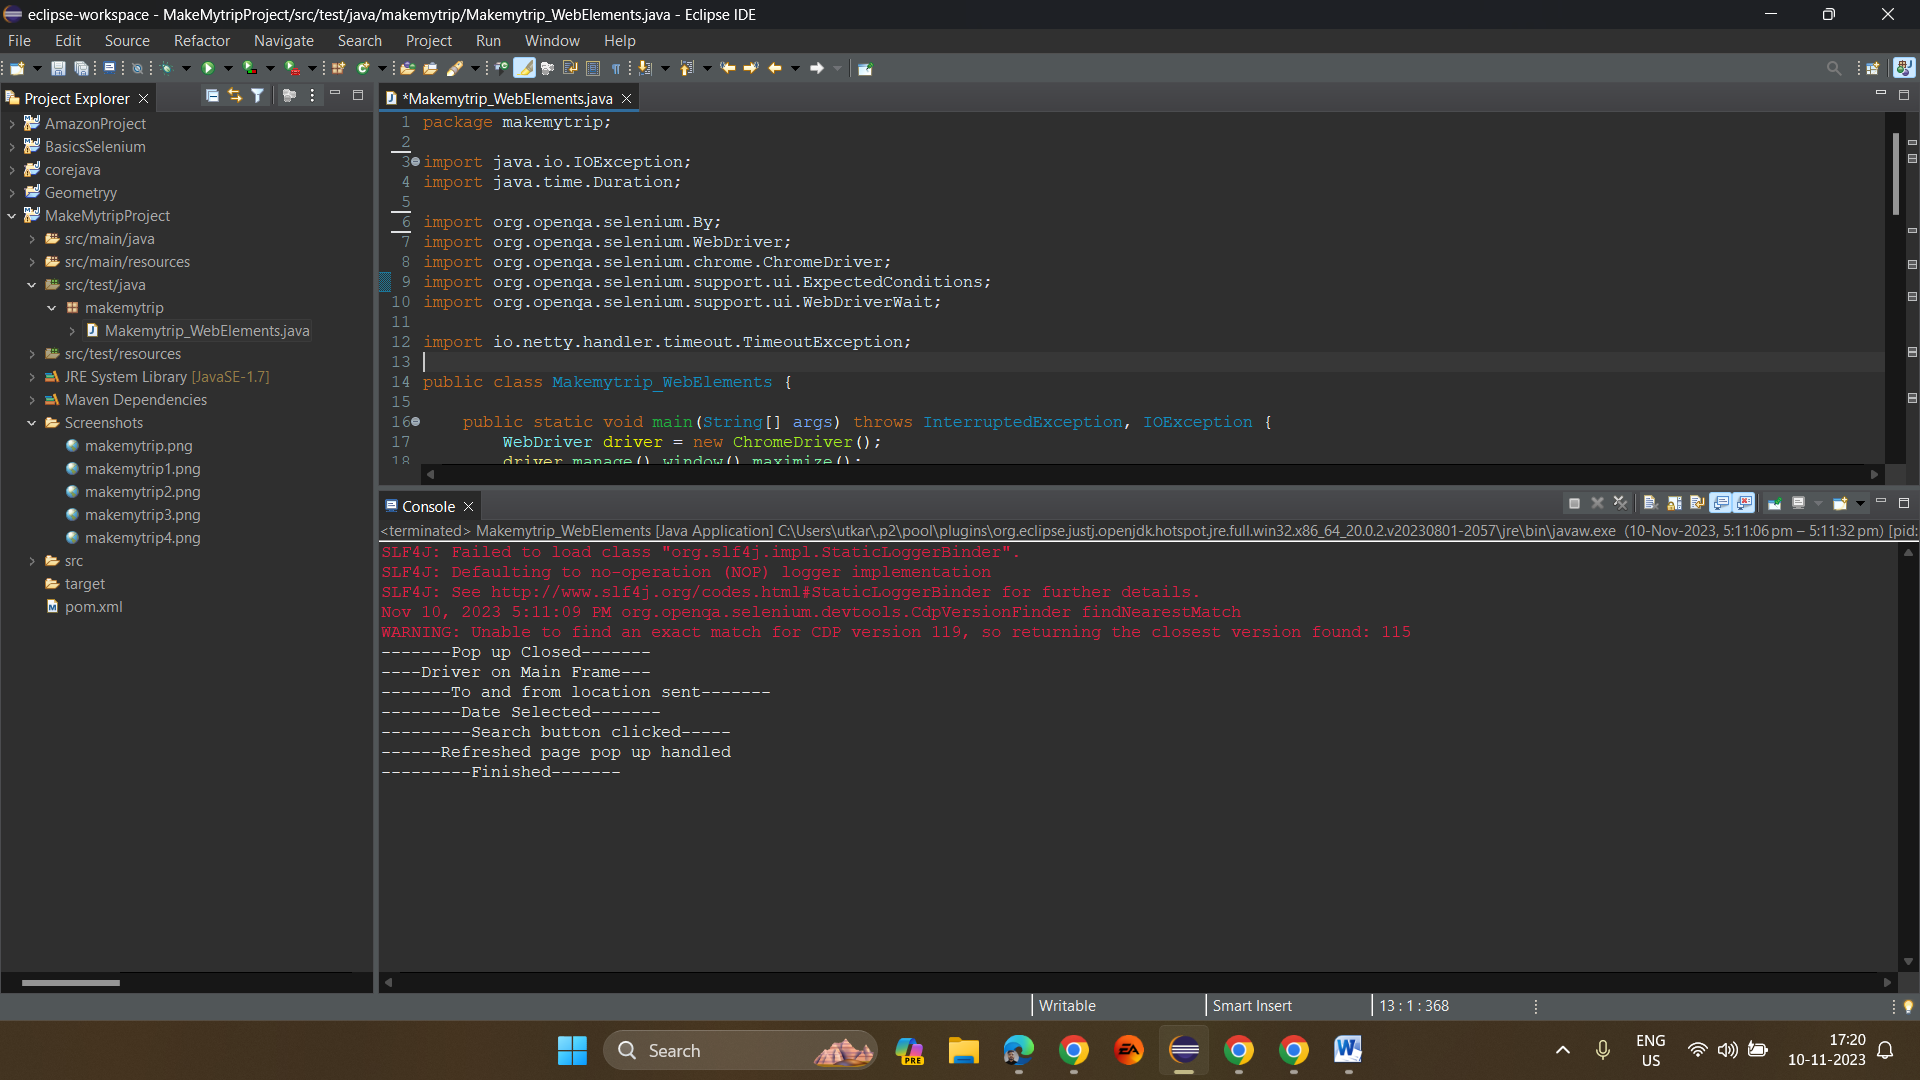 eclipse-workspace - MakeMytripProject/src/test/java/makemytrip/Makemytrip_WebElements.java - Eclipse IDE
File Edit Source Refactor Navigate Search Project Run Window Help
Project Explorer
AmazonProject
BasicsSelenium
corejava
Geometryy
MakeMytripProject
src/main/java
src/main/resources
src/test/java
makemytrip
Makemytrip_WebElements.java
src/test/resources
JRE System Library [JavaSE-1.7]
Maven Dependencies
Screenshots
makemytrip.png
makemytrip1.png
makemytrip2.png
makemytrip3.png
makemytrip4.png
src
target
pom.xml
*Makemytrip_WebElements.java
1 package makemytrip;
2
3 import java.io.IOException;
4 import java.time.Duration;
5
6 import org.openqa.selenium.By;
7 import org.openqa.selenium.WebDriver;
8 import org.openqa.selenium.chrome.ChromeDriver;
9 import org.openqa.selenium.support.ui.ExpectedConditions;
10 import org.openqa.selenium.support.ui.WebDriverWait;
11
12 import io.netty.handler.timeout.TimeoutException;
13
14 public class Makemytrip_WebElements {
15
16 public static void main(String[] args) throws InterruptedException, IOException {
17 WebDriver driver = new ChromeDriver();
18 driver.manage().window().maximize();
Console
<terminated> Makemytrip_WebElements [Java Application] C:\Users\utkar\.p2\pool\plugins\org.eclipse.justj.openjdk.hotspot.jre.full.win32.x86_64_20.0.2.v20230801-2057\jre\bin\javaw.exe (10-Nov-2023, 5:11:06 pm – 5:11:32 pm) [pid:
SLF4J: Failed to load class "org.slf4j.impl.StaticLoggerBinder".
SLF4J: Defaulting to no-operation (NOP) logger implementation
SLF4J: See http://www.slf4j.org/codes.html#StaticLoggerBinder for further details.
Nov 10, 2023 5:11:09 PM org.openqa.selenium.devtools.CdpVersionFinder findNearestMatch
WARNING: Unable to find an exact match for CDP version 119, so returning the closest version found: 115
-------Pop up Closed-------
----Driver on Main Frame---
-------To and from location sent-------
--------Date Selected-------
---------Search button clicked-----
------Refreshed page pop up handled
---------Finished-------
Writable
Smart Insert
13 : 1 : 368
Search
PRE
EA
W
ENG
US
17:20
10-11-2023